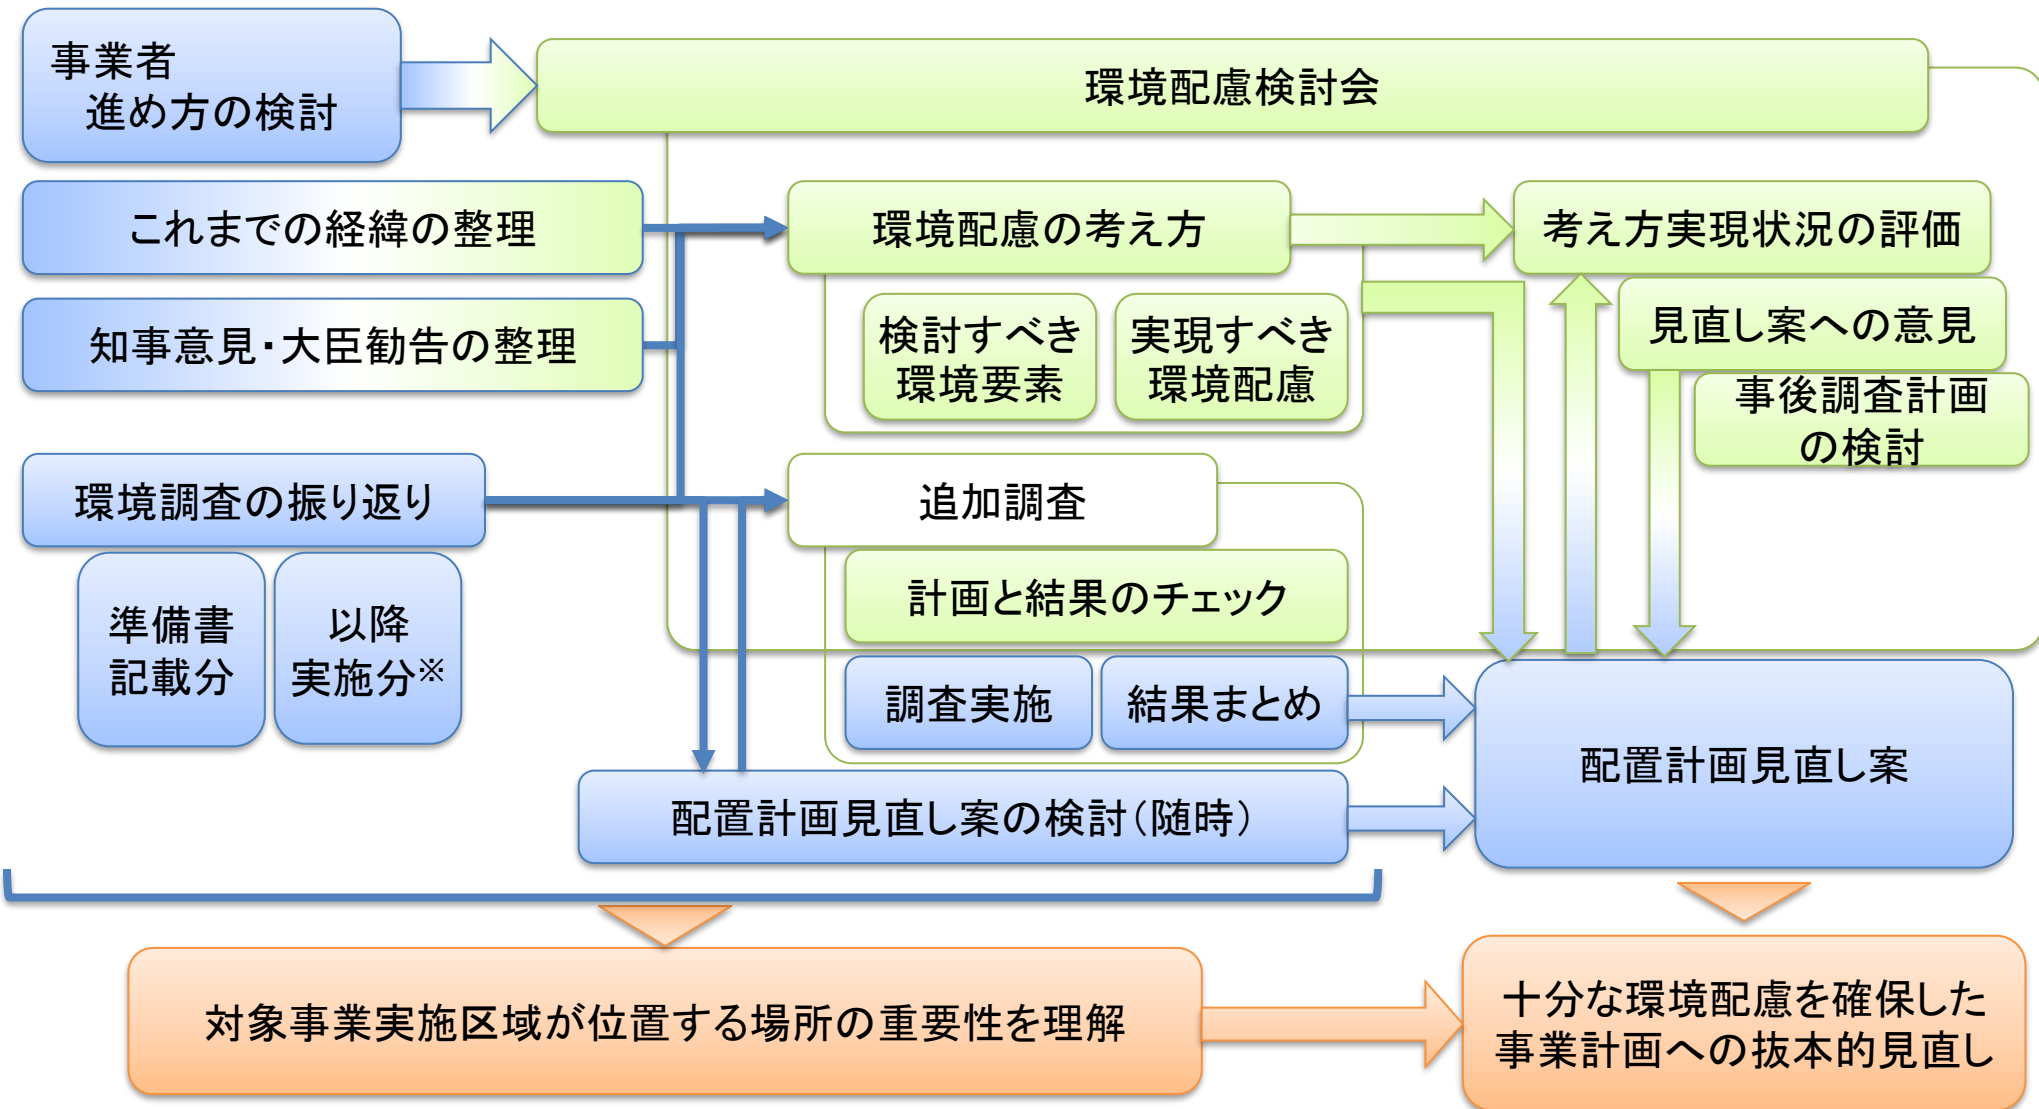 事業者
進め方の検討
環境配慮検討会
これまでの経緯の整理
環境配慮の考え方
考え方実現状況の評価
知事意見・大臣勧告の整理
検討すべき
環境要素
実現すべき
環境配慮
見直し案への意見
事後調査計画
の検討
環境調査の振り返り
追加調査
準備書
記載分
以降
実施分※
計画と結果のチェック
調査実施
結果まとめ
配置計画見直し案
配置計画見直し案の検討（随時）
対象事業実施区域が位置する場所の重要性を理解
十分な環境配慮を確保した
事業計画への抜本的見直し